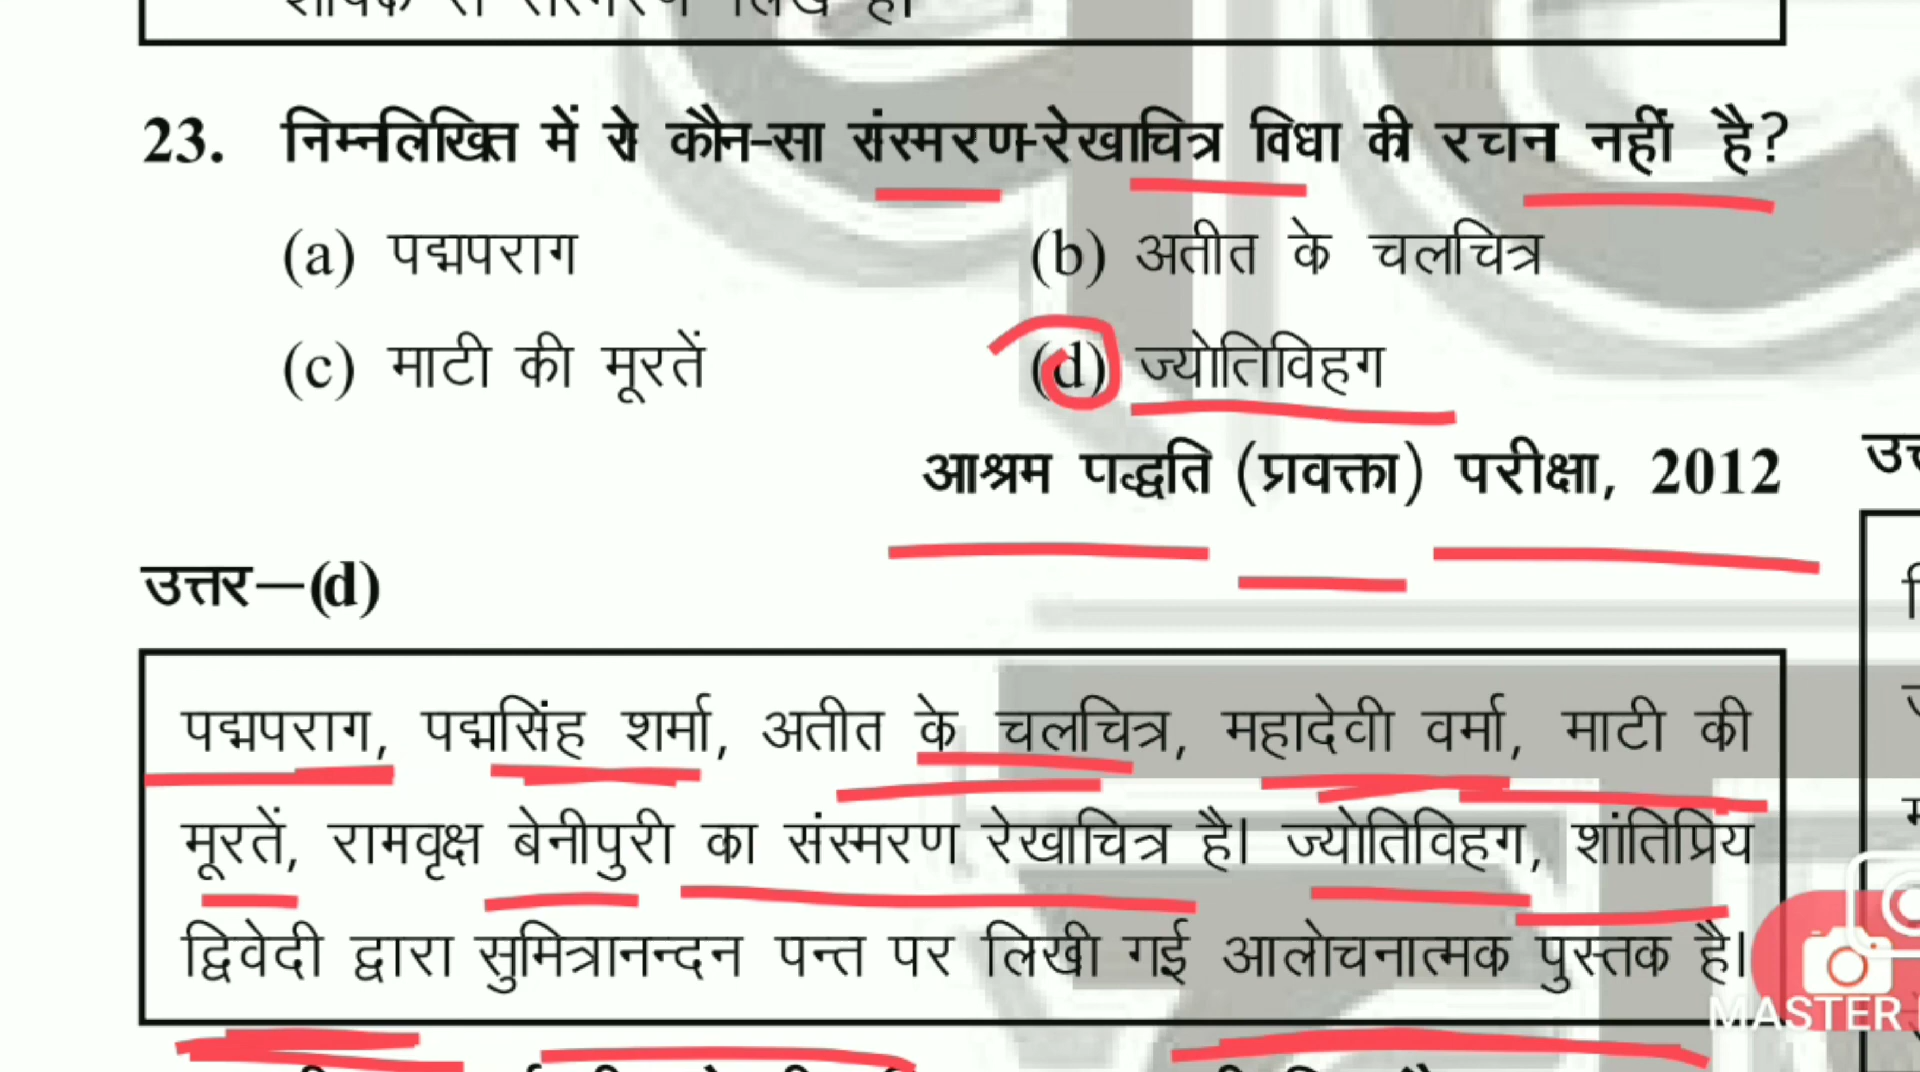 23. निम्नलिखित में से कौन-सा संस्मरण-रेखाचित्र विधा की रचन नहीं है?
(a) पद्मपराग (b) अतीत के चलचित्र
(c) माटी की मूरतें (d) ज्योतिविहग
आश्रम पद्धति (प्रवक्ता) परीक्षा, 2012
उत्तर—(d)
पद्मपराग, पद्मसिंह शर्मा, अतीत के चलचित्र, महादेवी वर्मा, माटी की
मूरतें, रामवृक्ष बेनीपुरी का संस्मरण रेखाचित्र है। ज्योतिविहग, शांतिप्रिय
द्विवेदी द्वारा सुमित्रानन्दन पन्त पर लिखी गई आलोचनात्मक पुस्तक है।
MASTER